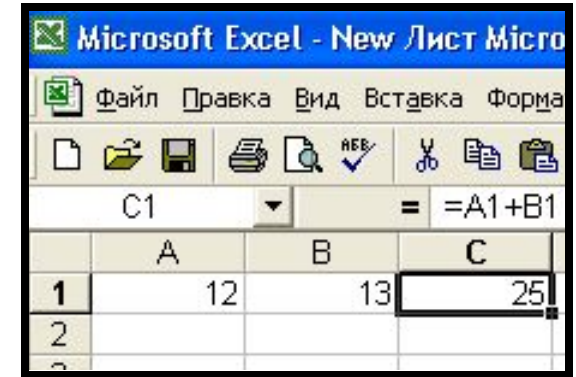 Microsoft Excel - New Лист Micro
Файл Правка Вид Вставка Форма
C1 = =A1+B1
A B C
1 12 13 25
2